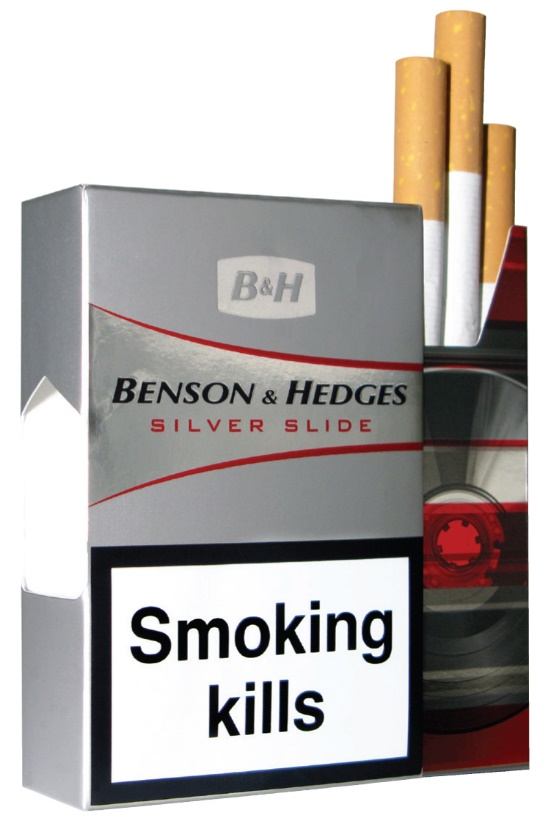 B&H
BENSON & HEDGES
SILVER SLIDE
Smoking
kills